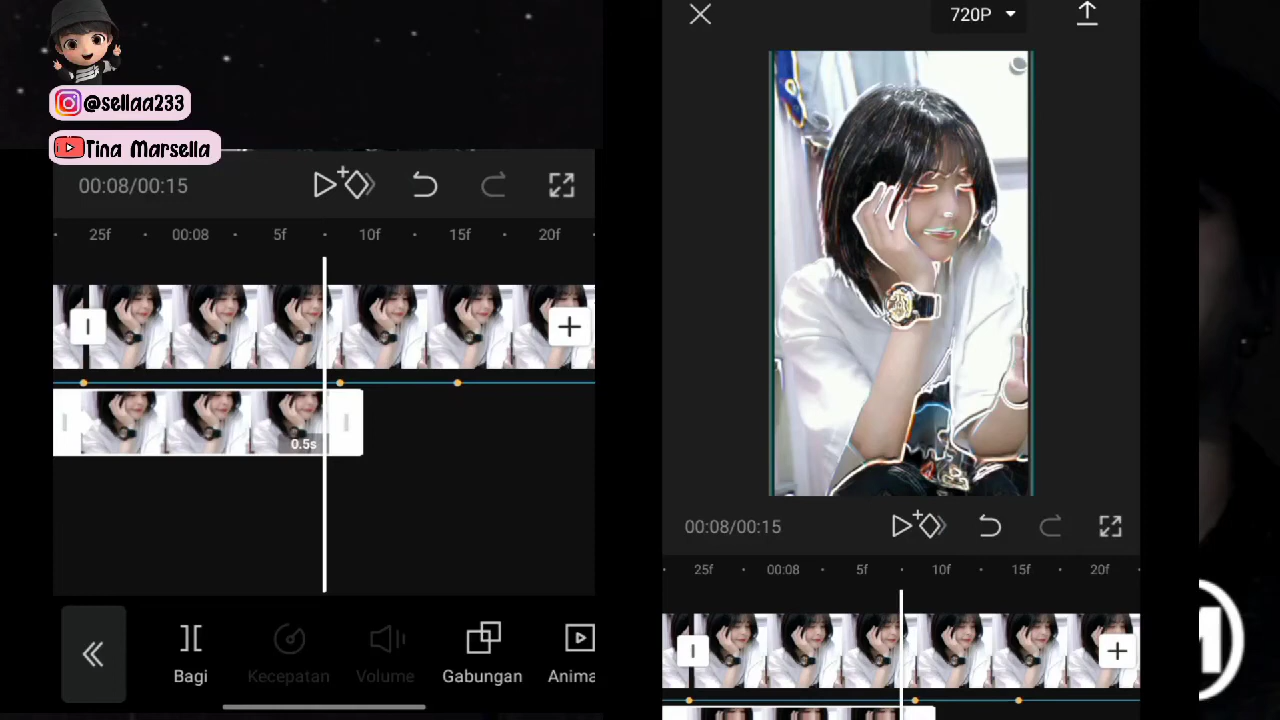 @sellaa233
Tina Marsella
00:08/00:15
25f
00:08
5f
10f
15f
20f
0.5s
Bagi
Kecepatan
Volume
Gabungan
Anima
720P
00:08/00:15
25f
00:08
5f
10f
15f
20f